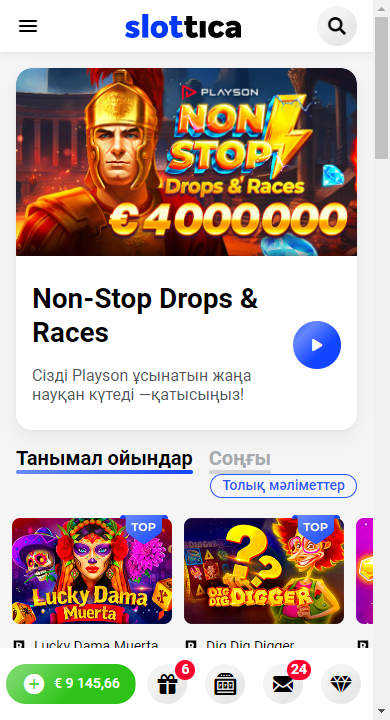 slottica
PLAYSON
NON
STOP
Drops & Races
€4000000
Non-Stop Drops &
Races
Сізді Playson ұсынатын жаңа
науқан күтеді —қатысыңыз!
Танымал ойындар
Соңғы
Толық мәліметтер
TOP
TOP
Lucky Dama
Muerta
DIG DIG DIGGER
Lucky Dama Muerta
Dig Dig Digger
€ 9 145,66
6
24